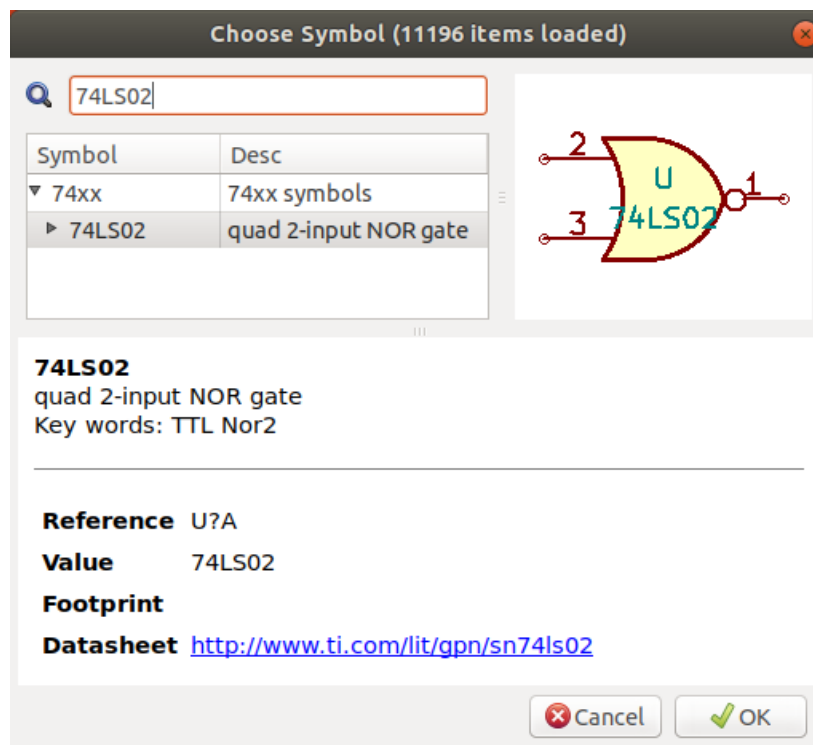 Choose Symbol (11196 items loaded)
74LS02
Symbol Desc
74xx 74xx symbols
74LS02 quad 2-input NOR gate
2
3
U
74LS02
1
74LS02
quad 2-input NOR gate
Key words: TTL Nor2
Reference U?A
Value 74LS02
Footprint
Datasheet http://www.ti.com/lit/gpn/sn74ls02
Cancel OK